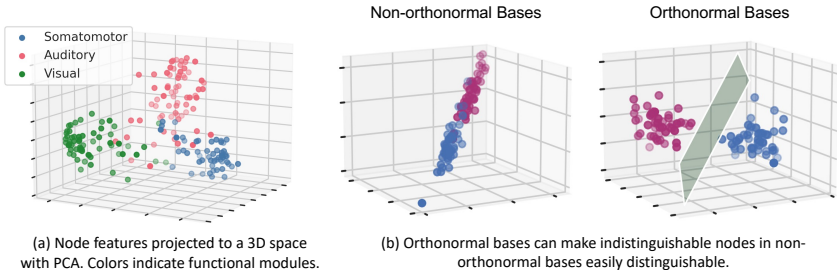 Non-orthonormal Bases
Orthonormal Bases
Somatomotor
Auditory
Visual
(a) Node features projected to a 3D space
with PCA. Colors indicate functional modules.
(b) Orthonormal bases can make indistinguishable nodes in non-
orthonormal bases easily distinguishable.